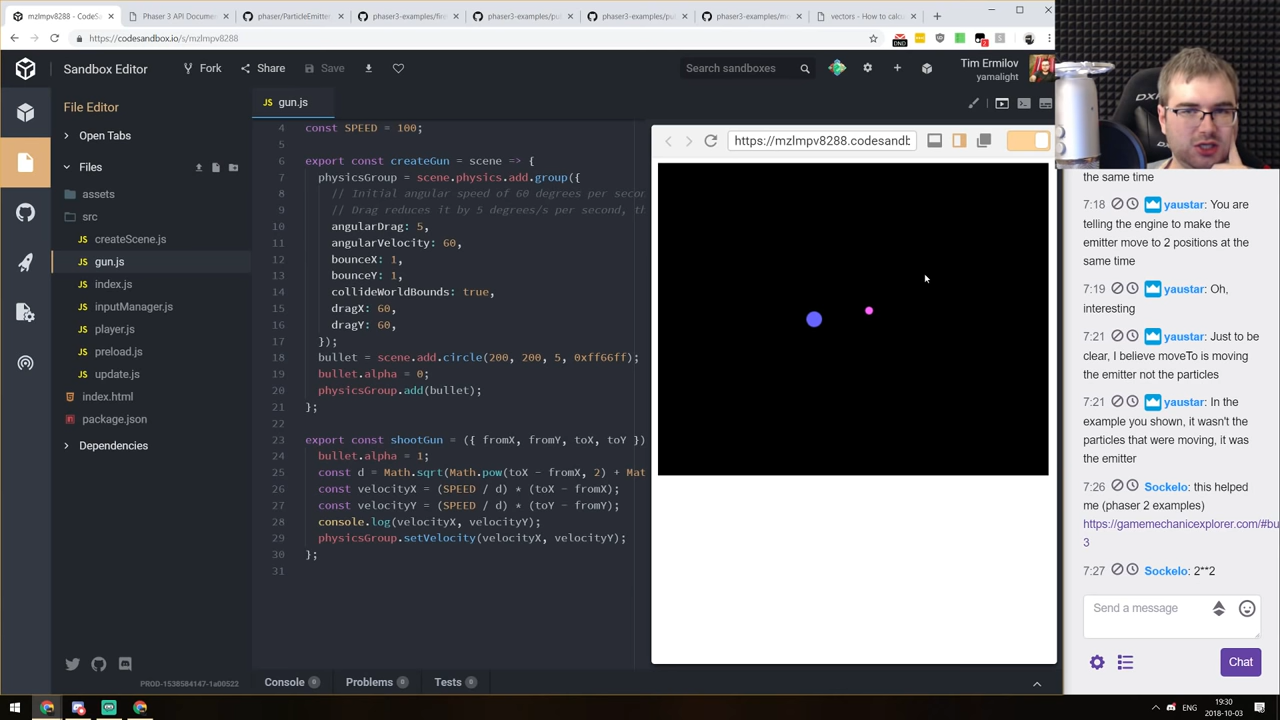 mzlmpv8288 - CodeSa
Phaser 3 API Docume
phaser/ParticleEmitter
phaser3-examples/fire
phaser3-examples/pu
phaser3-examples/pu
phaser3-examples/m
vectors - How to calc
https://codesandbox.io/s/mzlmpv8288
Sandbox Editor
Fork
Share
Save
Search sandboxes
Tim Ermilov
yamalight
File Editor
Open Tabs
Files
assets
src
createScene.js
gun.js
index.js
inputManager.js
player.js
preload.js
update.js
index.html
package.json
Dependencies
PROD-1538584147-1a00522
gun.js
4 const SPEED = 100;
5
6 export const createGun = scene => {
7 physicsGroup = scene.physics.add.group({
8 // Initial angular speed of 60 degrees per secon
9 // Drag reduces it by 5 degrees/s per second, th
10 angularDrag: 5,
11 angularVelocity: 60,
12 bounceX: 1,
13 bounceY: 1,
14 collideWorldBounds: true,
15 dragX: 60,
16 dragY: 60,
17 });
18 bullet = scene.add.circle(200, 200, 5, 0xff66ff);
19 bullet.alpha = 0;
20 physicsGroup.add(bullet);
21 };
22
23 export const shootGun = ({ fromX, fromY, toX, toY })
24 bullet.alpha = 1;
25 const d = Math.sqrt(Math.pow(toX - fromX, 2) + Mat
26 const velocityX = (SPEED / d) * (toX - fromX);
27 const velocityY = (SPEED / d) * (toY - fromY);
28 console.log(velocityX, velocityY);
29 physicsGroup.setVelocity(velocityX, velocityY);
30 };
31
Console 0
Problems 0
Tests 0
https://mzlmpv8288.codesandb
the same time
7:18 yaustar: You are
telling the engine to make the
emitter move to 2 positions at the
same time
7:19 yaustar: Oh,
interesting
7:21 yaustar: Just to be
clear, I believe moveTo is moving
the emitter not the particles
7:21 yaustar: In the
example you shown, it wasn't the
particles that were moving, it was
the emitter
7:26 Sockelo: this helped
me (phaser 2 examples)
https://gamemechanicexplorer.com/#bu
3
7:27 Sockelo: 2**2
Send a message
Chat
ENG
19:30
2018-10-03